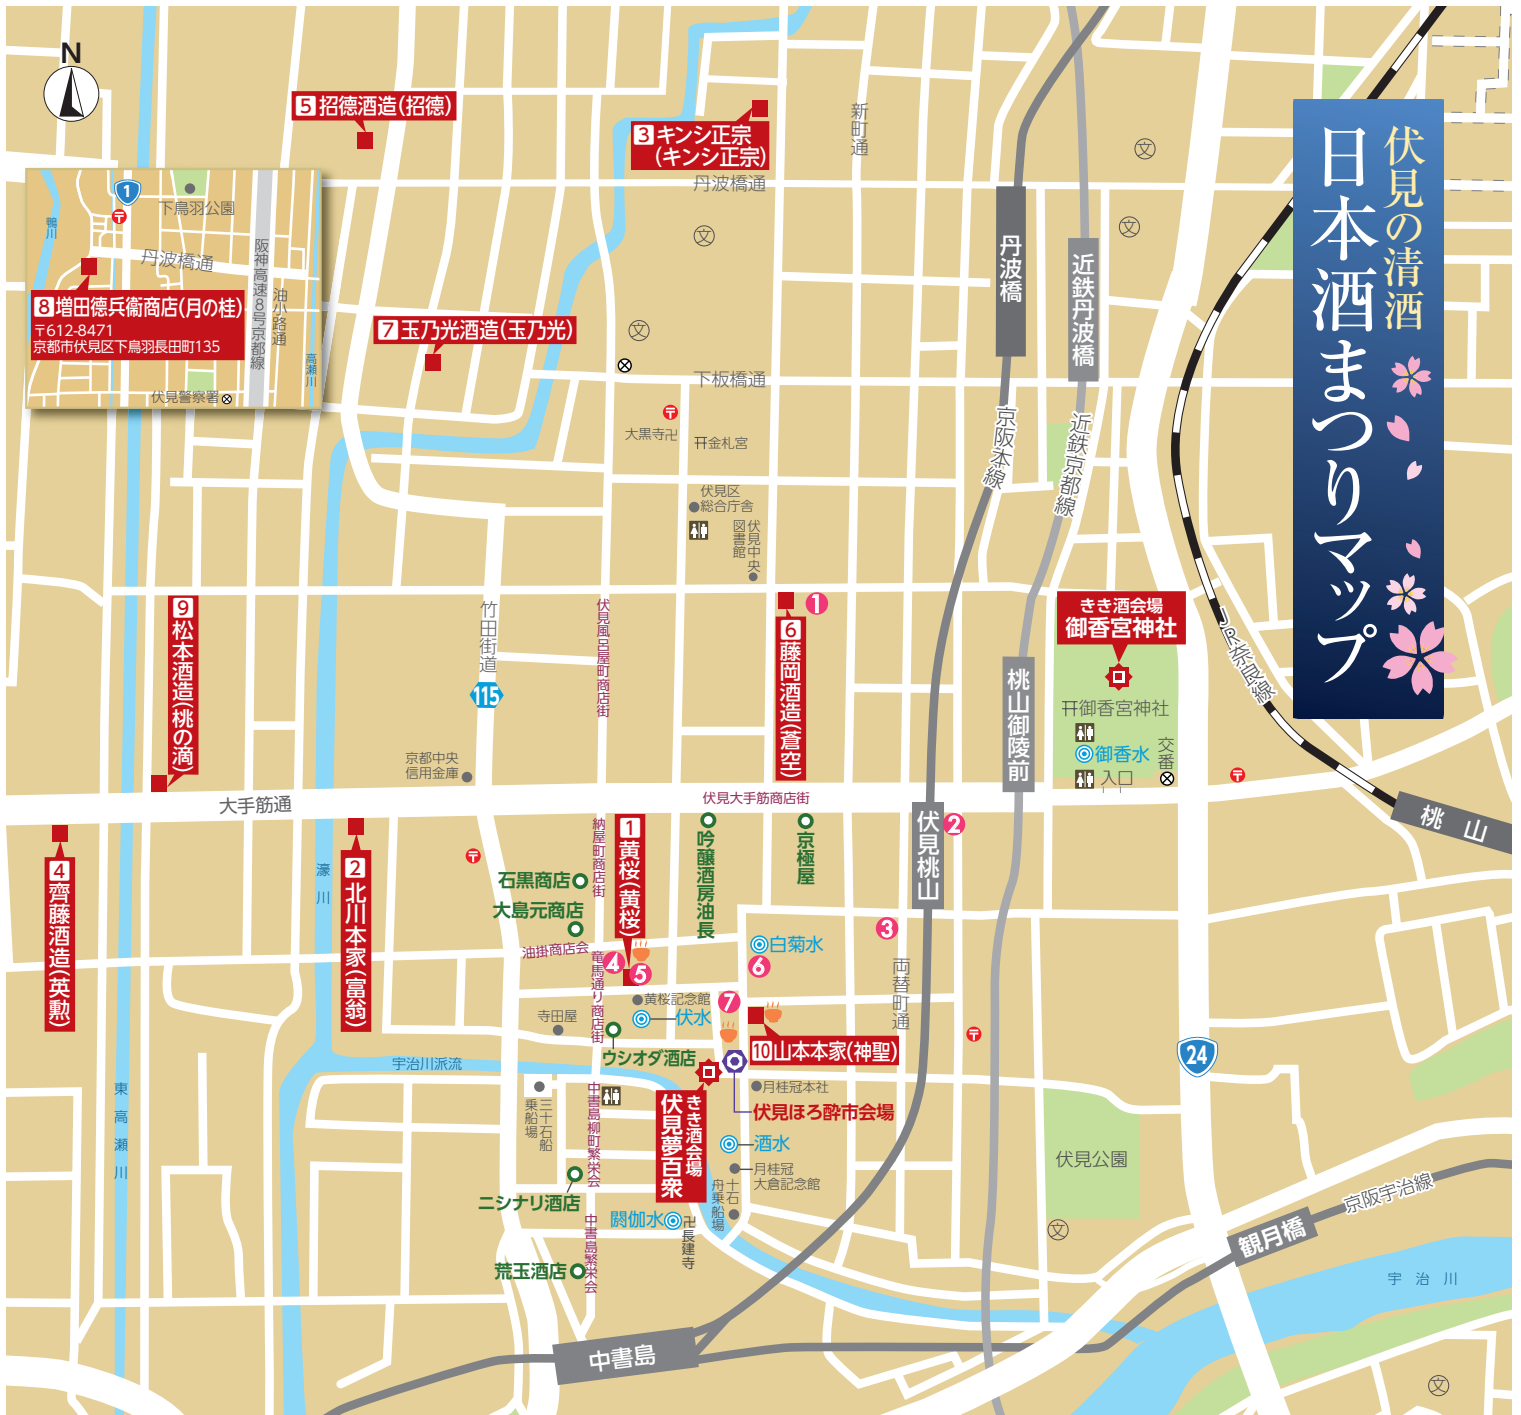 伏見の清酒
日本酒まつりマップ
N
5 招德酒造(招德)
3 キンシ正宗
(キンシ正宗)
新町通
丹波橋通
文
文
文
1
下鳥羽公園
鴨川
丹波橋通
阪神高速8号京都線
油小路通
高瀬川
8 増田德兵衞商店(月の桂)
〒612-8471
京都市伏見区下鳥羽長田町135
伏見警察署
丹波橋
近鉄丹波橋
7 玉乃光酒造(玉乃光)
文
下板橋通
大黒寺卍
金札宮
京阪本線
近鉄京都線
伏見区
総合庁舎
伏見中央
図書館
9 松本酒造(桃の滴)
竹田街道
115
伏見風呂屋町商店街
6 藤岡酒造(蒼空)
1
きき酒会場
御香宮神社
御香宮神社
御香水
交番
入口
桃山御陵前
JR奈良線
京都中央
信用金庫
大手筋通
伏見大手筋商店街
桃山
4 齊藤酒造(英勲)
2 北川本家(富翁)
濠川
納屋町商店街
1 黄桜(黄桜)
吟醸酒房油長
京極屋
伏見桃山
2
石黒商店
大島元商店
油掛商店会
竜馬通り商店街
4
5
白菊水
6
3
両替町通
黄桜記念館
7
伏水
寺田屋
ウシオダ酒店
10 山本本家(神聖)
24
宇治川派流
月桂冠本社
伏見ほろ酔市会場
東高瀬川
三十石船
乗船場
中書島柳町繁栄会
きき酒会場
伏見夢百衆
酒水
月桂冠
大倉記念館
伏見公園
ニシナリ酒店
十石
舟乗船場
閼伽水
卍長建寺
文
京阪宇治線
観月橋
荒玉酒店
中書島繁栄会
宇治川
中書島
文